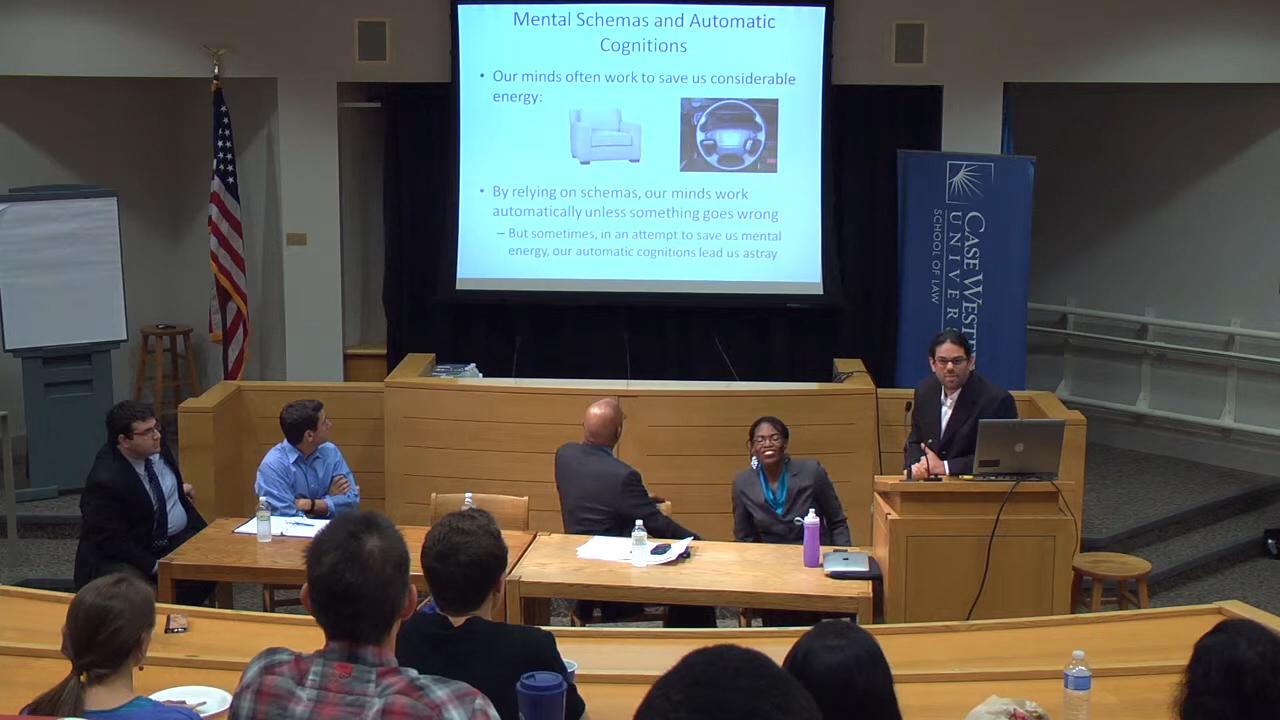 Mental Schemas and Automatic
Cognitions
• Our minds often work to save us considerable
energy:
• By relying on schemas, our minds work
automatically unless something goes wrong
– But sometimes, in an attempt to save us mental
energy, our automatic cognitions lead us astray
CASE WESTE
UNIVERS
SCHOOL OF LAW